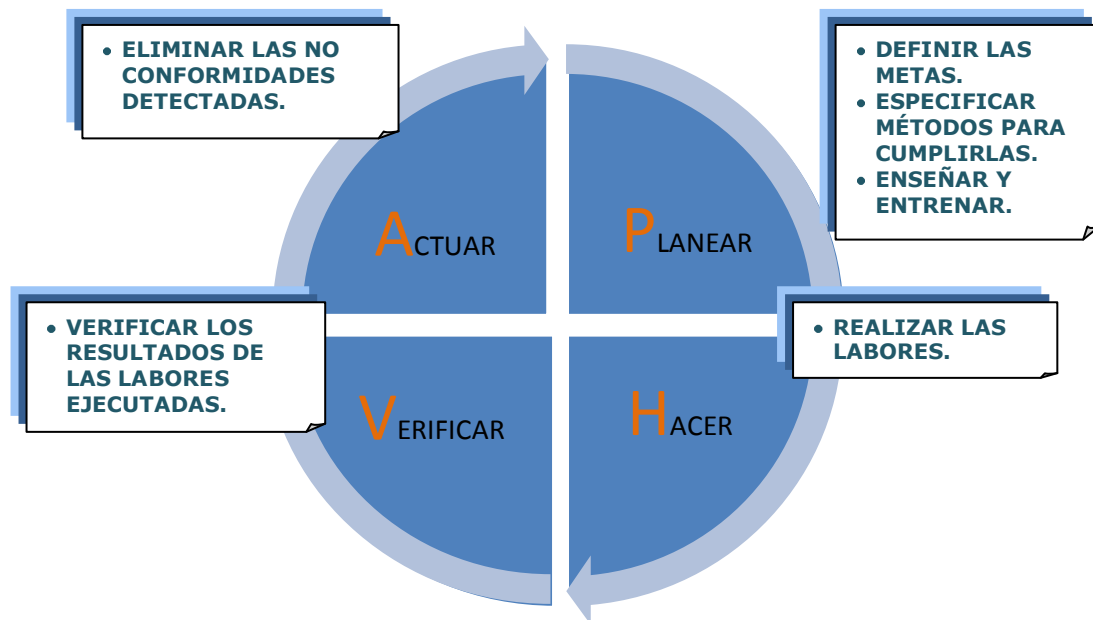 • ELIMINAR LAS NO
CONFORMIDADES
DETECTADAS.
• DEFINIR LAS
METAS.
• ESPECIFICAR
MÉTODOS PARA
CUMPLIRLAS.
• ENSEÑAR Y
ENTRENAR.
ACTUAR
PLANEAR
• VERIFICAR LOS
RESULTADOS DE
LAS LABORES
EJECUTADAS.
• REALIZAR LAS
LABORES.
VERIFICAR
HACER